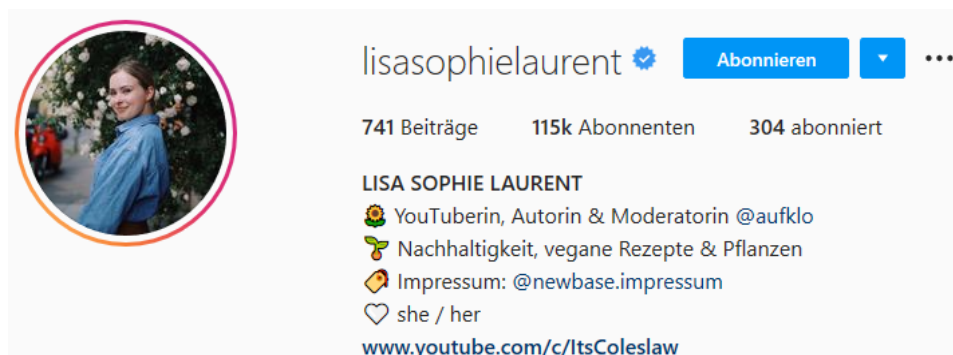 lisasophielaurent Abonnieren
741 Beiträge 115k Abonnenten 304 abonniert
LISA SOPHIE LAURENT
YouTuberin, Autorin & Moderatorin @aufklo
Nachhaltigkeit, vegane Rezepte & Pflanzen
Impressum: @newbase.impressum
she / her
www.youtube.com/c/ItsColeslaw